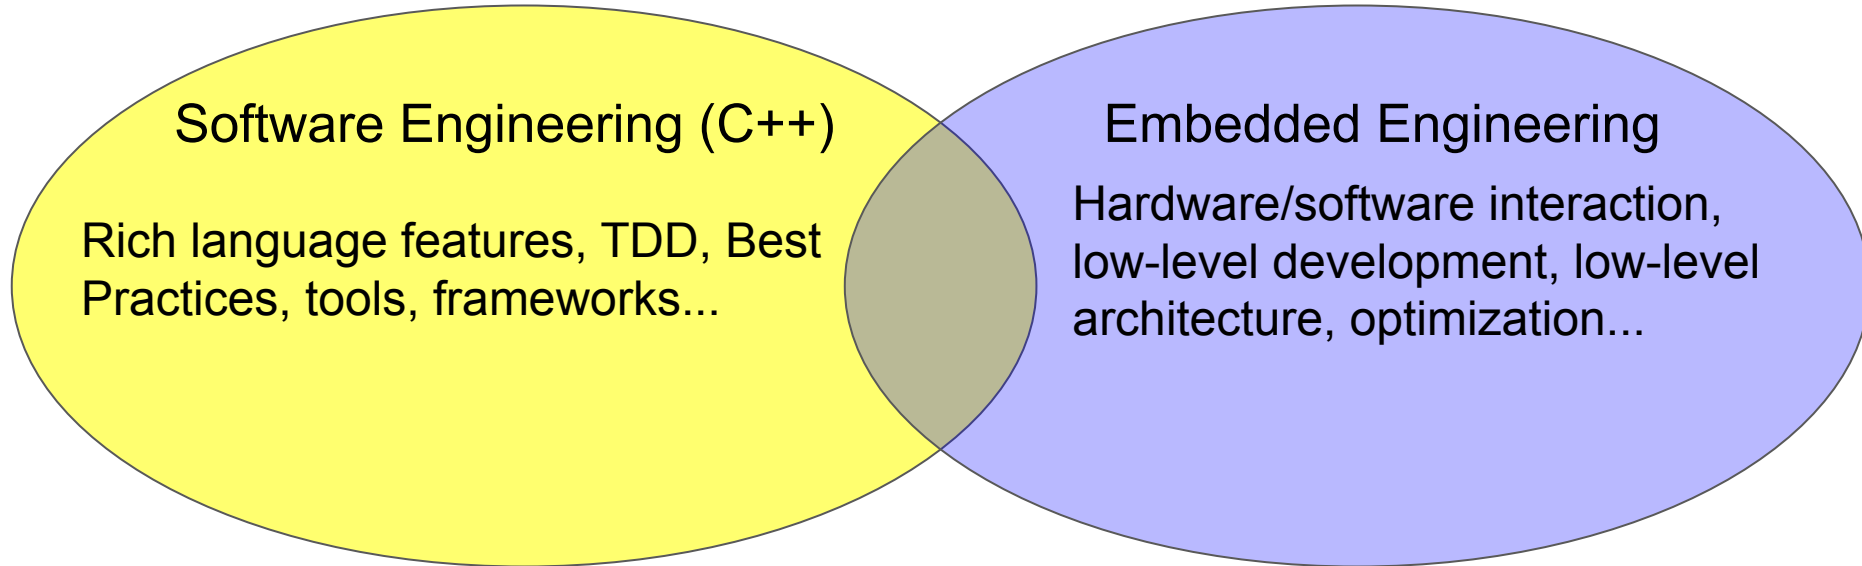 Software Engineering (C++)
Rich language features, TDD, Best
Practices, tools, frameworks...
Embedded Engineering
Hardware/software interaction,
low-level development, low-level
architecture, optimization...